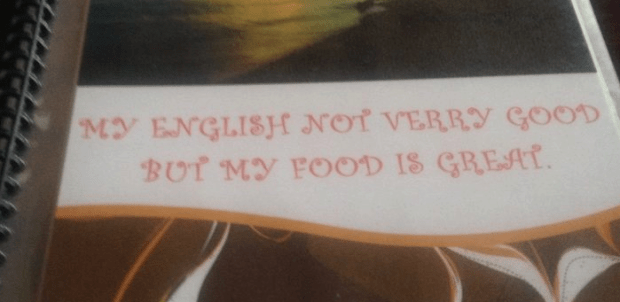 MY ENGLISH NOT VERRY GOOD
BUT MY FOOD IS GREAT.